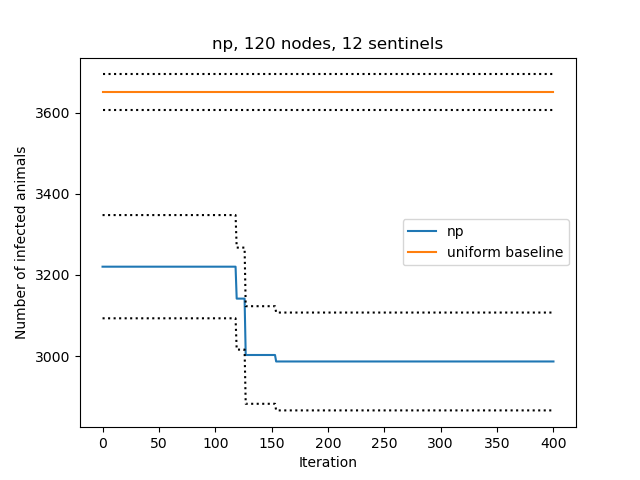 np, 120 nodes, 12 sentinels
Number of infected animals
3600
3400
3200
3000
np
uniform baseline
0 50 100 150 200 250 300 350 400
Iteration